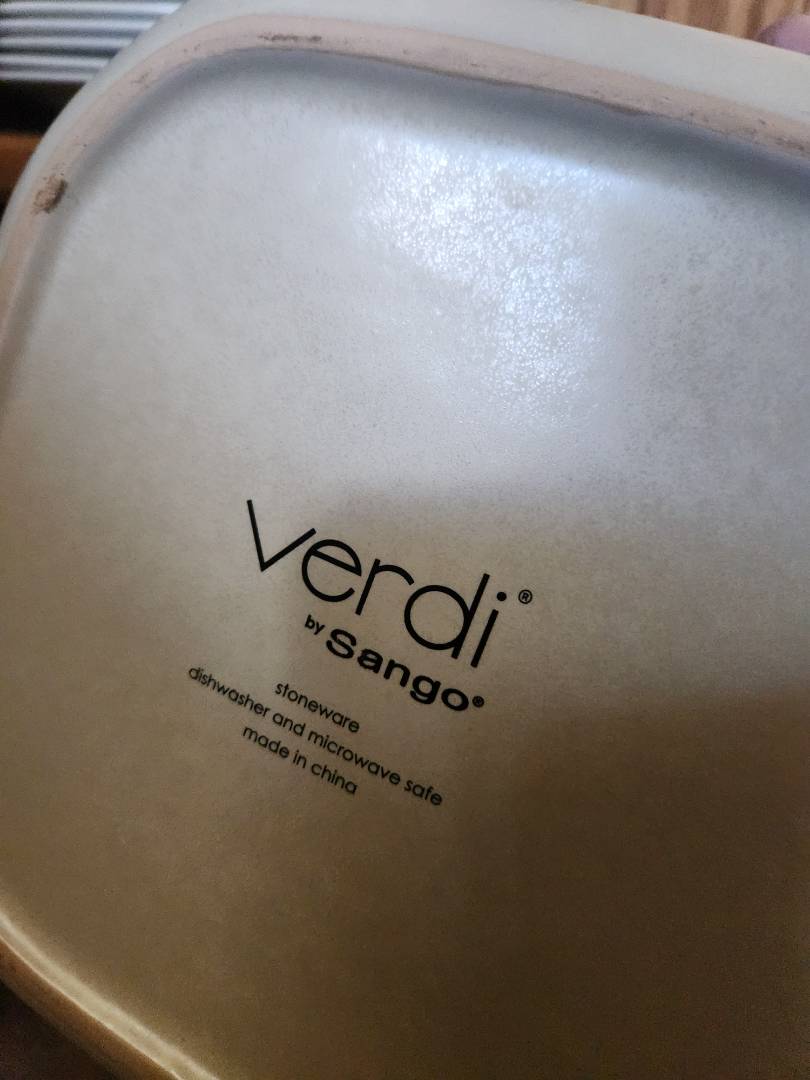 verdi®
by Sango®
stoneware
dishwasher and microwave safe
made in china